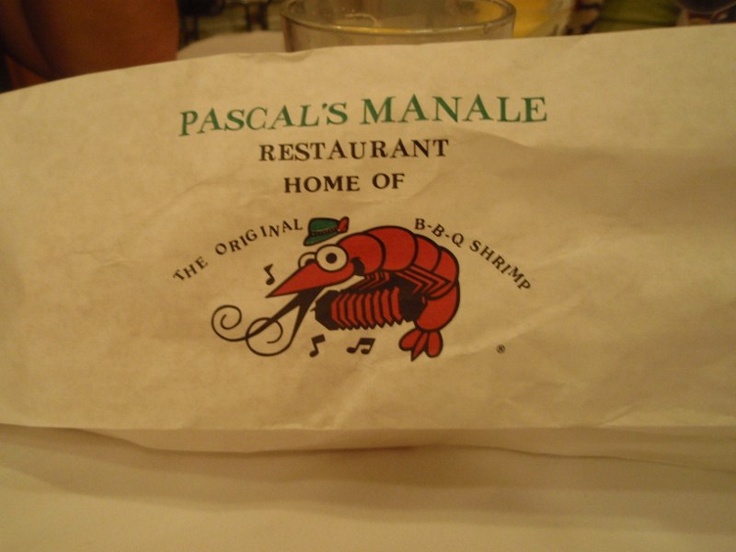 PASCAL'S MANALE
RESTAURANT
HOME OF
THE ORIGINAL B-B-Q SHRIMP
®